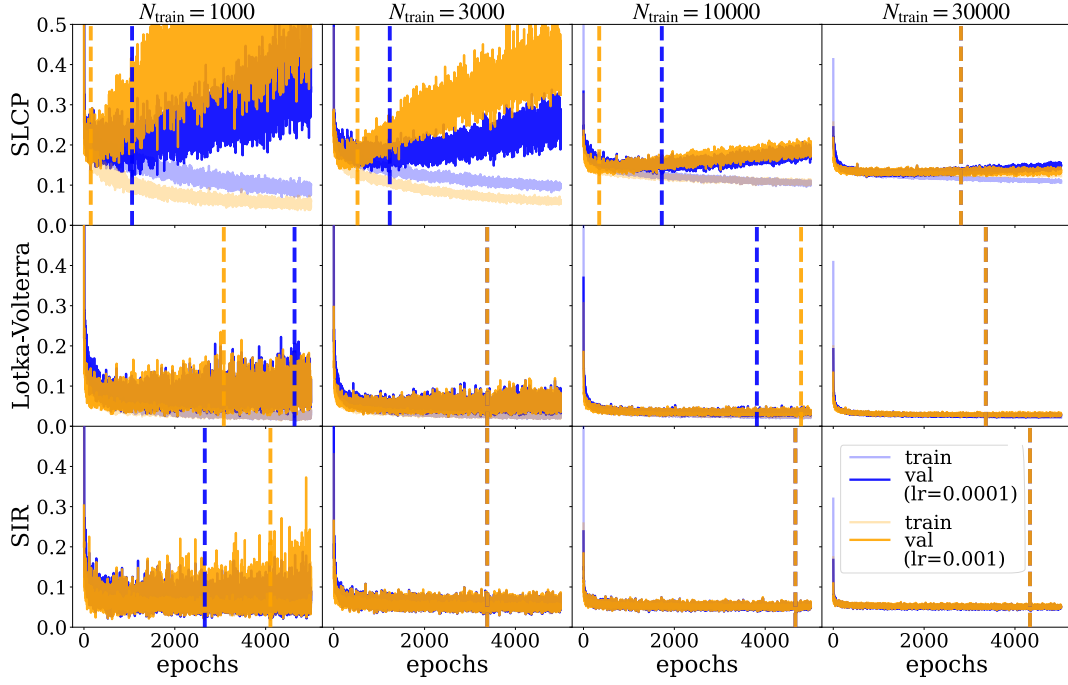 N_train = 1000 N_train = 3000 N_train = 10000 N_train = 30000
SLCP
0.5
0.4
0.3
0.2
0.1
0.0
Lotka-Volterra
0.4
0.3
0.2
0.1
0.0
SIR
0.4
0.3
0.2
0.1
0.0
train
val
(lr=0.0001)
train
val
(lr=0.001)
0 2000 4000 0 2000 4000 0 2000 4000 0 2000 4000
epochs epochs epochs epochs